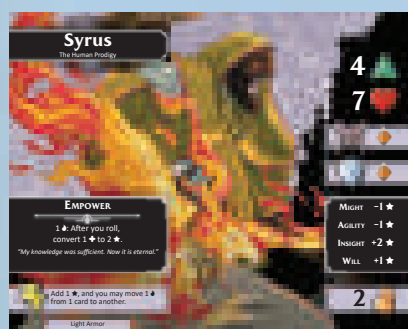 Syrus
The Human Prodigy
4
7
EMPOWER
1 : After you roll,
convert 1 ✚ to 2 ★.
"My knowledge was sufficient. Now it is eternal."
MIGHT −1 ★
AGILITY −1 ★
INSIGHT +2 ★
WILL +1 ★
Add 1 ★, and you may move 1
from 1 card to another.
2
Light Armor